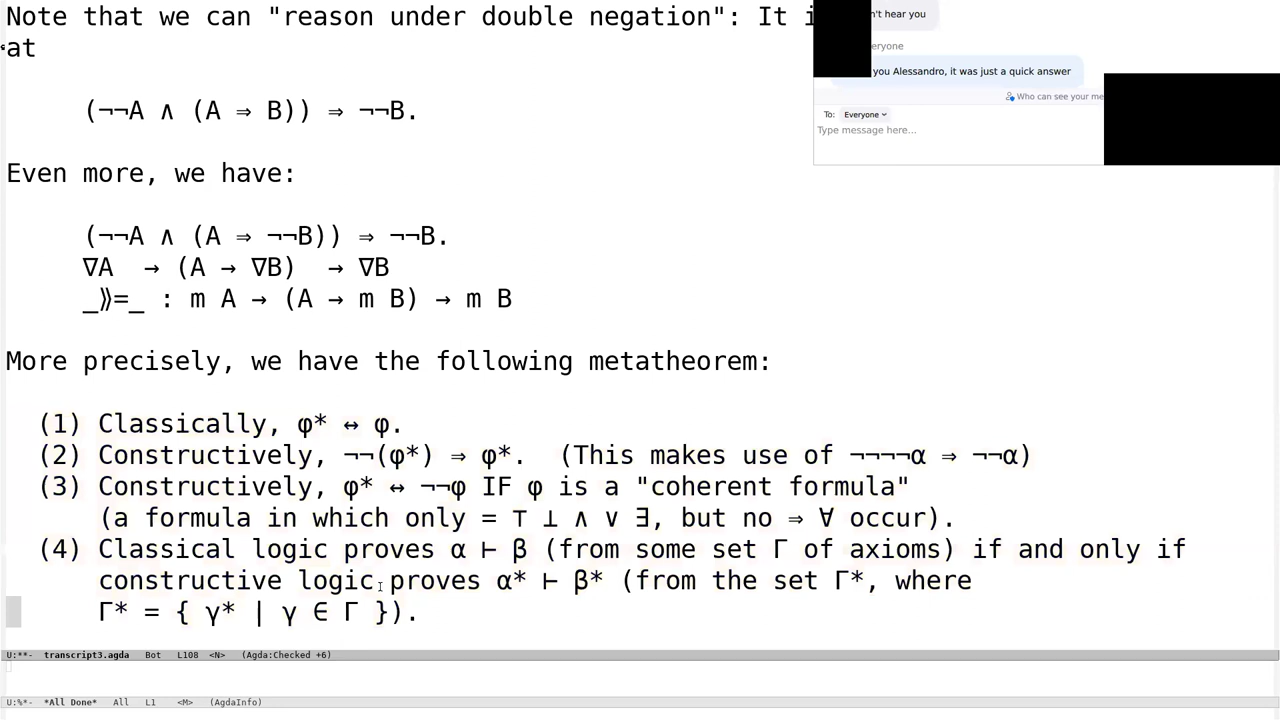 Note that we can "reason under double negation": It i
at
(¬¬A ∧ (A ⇒ B)) ⇒ ¬¬B.
Even more, we have:
(¬¬A ∧ (A ⇒ ¬¬B)) ⇒ ¬¬B.
∇A → (A → ∇B) → ∇B
_⟫=_ : m A → (A → m B) → m B
More precisely, we have the following metatheorem:
(1) Classically, φ* ↔ φ.
(2) Constructively, ¬¬(φ*) ⇒ φ*. (This makes use of ¬¬¬¬α ⇒ ¬¬α)
(3) Constructively, φ* ↔ ¬¬φ IF φ is a "coherent formula"
(a formula in which only = ⊤ ⊥ ∧ ∨ ∃, but no ⇒ ∀ occur).
(4) Classical logic proves α ⊢ β (from some set Γ of axioms) if and only if
constructive logic proves α* ⊢ β* (from the set Γ*, where
Γ* = { γ* | γ ∈ Γ }).
n't hear you
eryone
you Alessandro, it was just a quick answer
Who can see your me
To: Everyone
Type message here...
U:**- transcript3.agda Bot L108 <N> (Agda:Checked +6)
U:%*- *All Done* All L1 <M> (AgdaInfo)